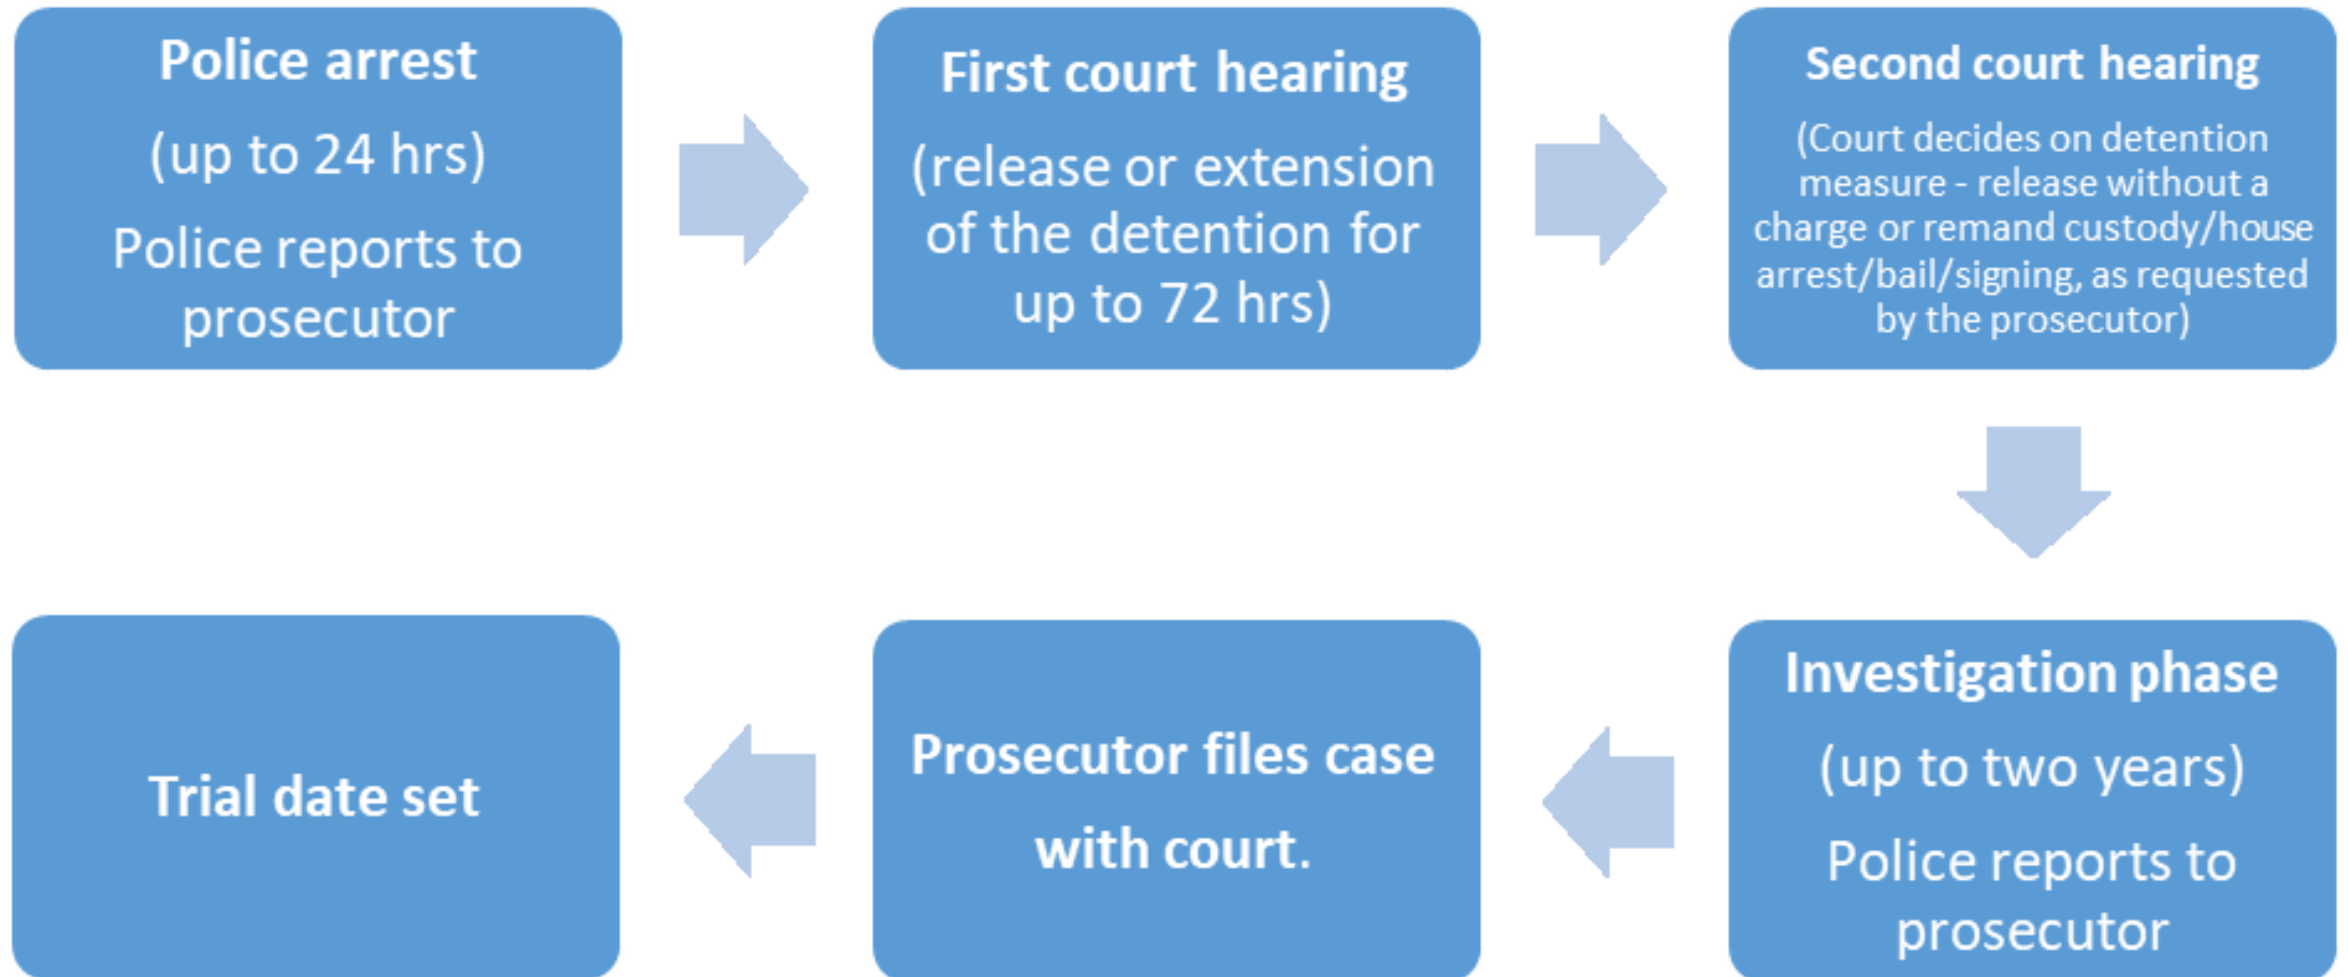 Police arrest
(up to 24 hrs)
Police reports to
prosecutor
First court hearing
(release or extension
of the detention for
up to 72 hrs)
Second court hearing
(Court decides on detention
measure - release without a
charge or remand custody/house
arrest/bail/signing, as requested
by the prosecutor)
Investigation phase
(up to two years)
Police reports to
prosecutor
Prosecutor files case
with court.
Trial date set